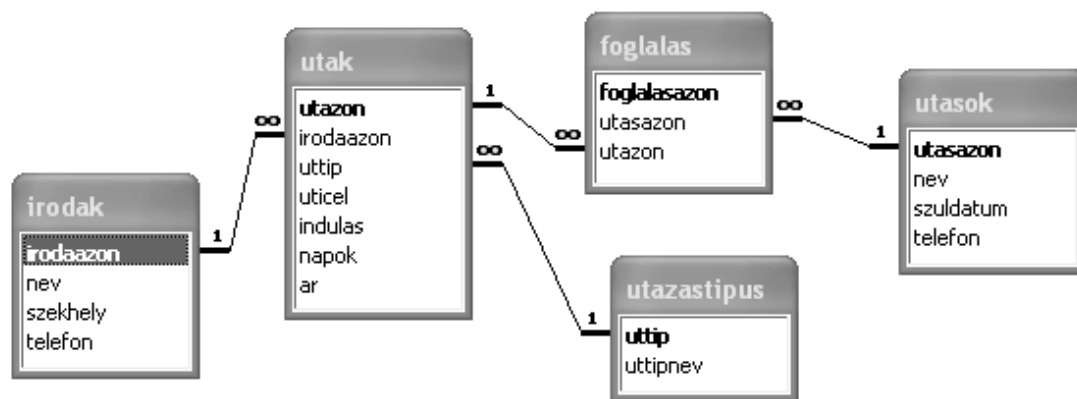 irodak
irodaazon
nev
szekhely
telefon
1
∞
utak
utazon
irodaazon
uttip
uticel
indulas
napok
ar
1
∞
∞
1
foglalas
foglalasazon
utasazon
utazon
∞
1
utasok
utasazon
nev
szuldatum
telefon
utazastipus
uttip
uttipnev